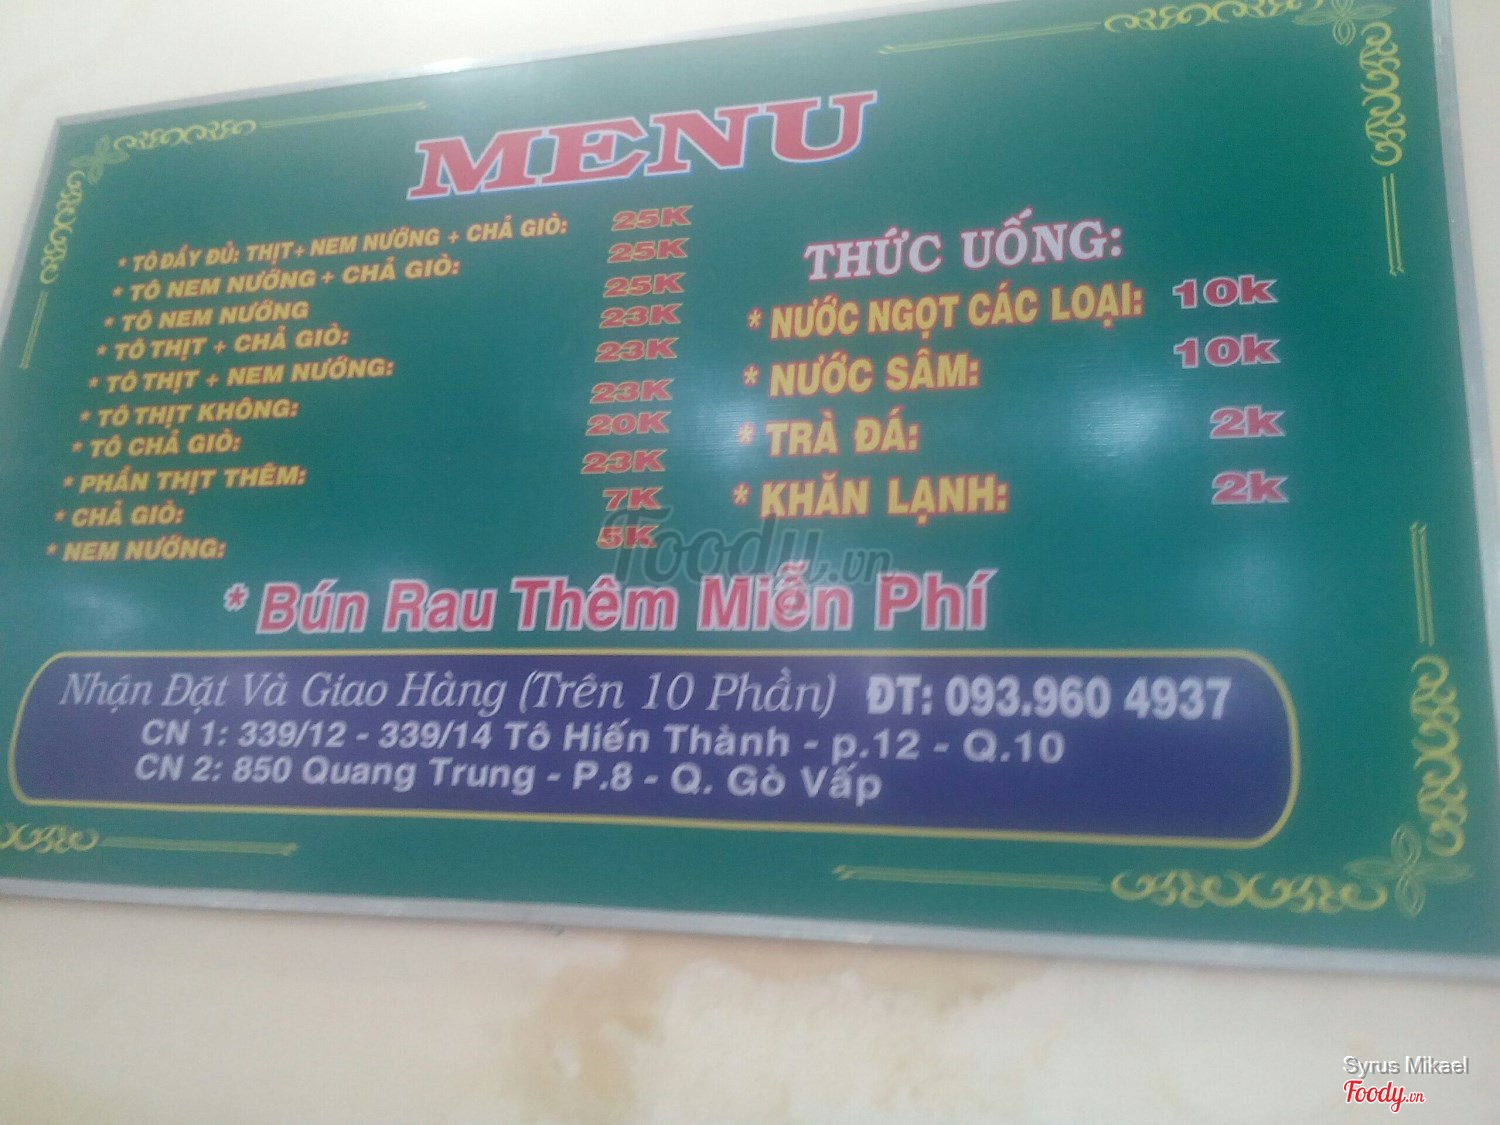 MENU
* TÔ ĐẦY ĐỦ: THỊT+ NEM NƯỚNG + CHẢ GIÒ: 25K
* TÔ NEM NƯỚNG + CHẢ GIÒ: 25K
* TÔ NEM NƯỚNG 25K
* TÔ THỊT + CHẢ GIÒ: 23K
* TÔ THỊT + NEM NƯỚNG: 23K
* TÔ THỊT KHÔNG: 23K
* TÔ CHẢ GIÒ: 20K
* PHẦN THỊT THÊM: 23K
* CHẢ GIÒ: 7K
* NEM NƯỚNG: 5K
THỨC UỐNG:
* NƯỚC NGỌT CÁC LOẠI: 10k
* NƯỚC SÂM: 10k
* TRÀ ĐÁ: 2k
* KHĂN LẠNH: 2k
* Bún Rau Thêm Miễn Phí
Nhận Đặt Và Giao Hàng (Trên 10 Phần) ĐT: 093.960 4937
CN 1: 339/12 - 339/14 Tô Hiến Thành - p.12 - Q.10
CN 2: 850 Quang Trung - P.8 - Q. Gò Vấp
Foody.vn
Syrus Mikael
Foody.vn